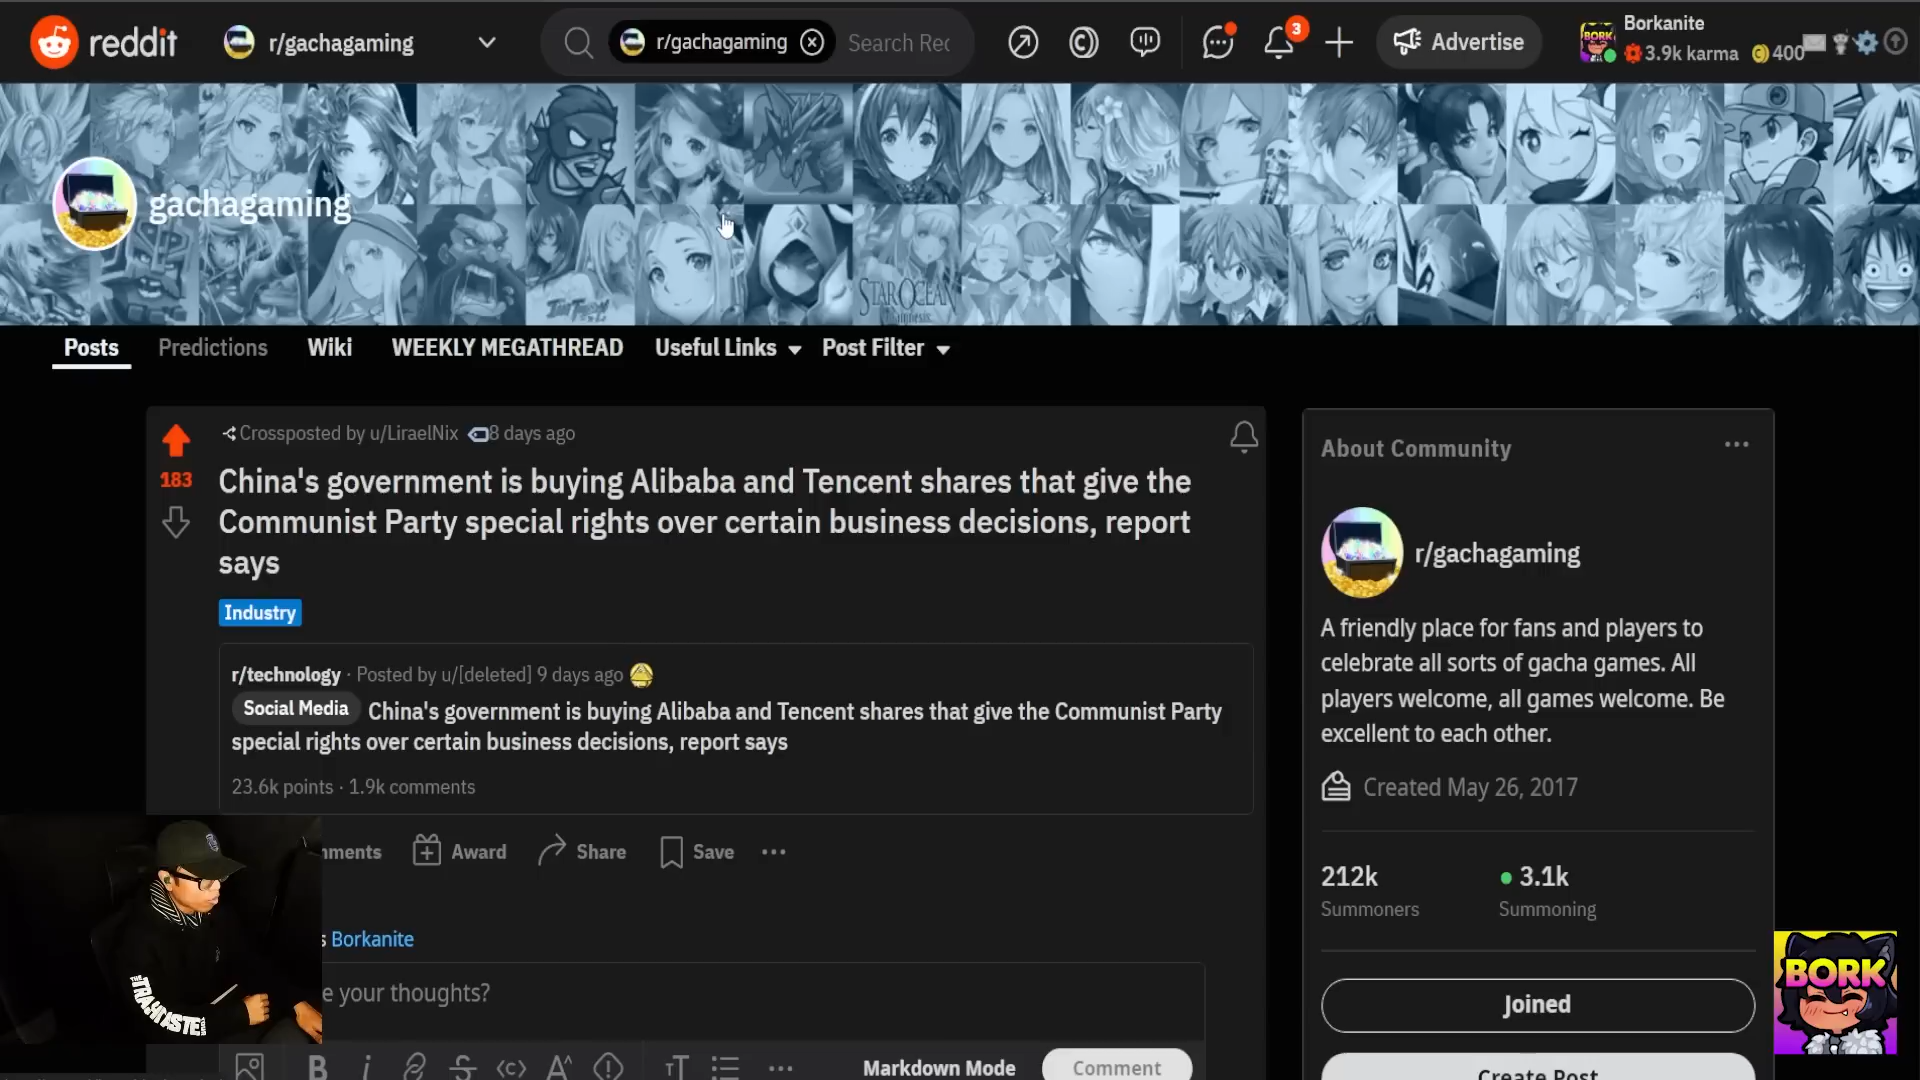 reddit
r/gachagaming
r/gachagaming
Search Rec
3
Advertise
Borkanite
3.9k karma
400
gachagaming
STAR OCEAN
Posts
Predictions
Wiki
WEEKLY MEGATHREAD
Useful Links
Post Filter
Crossposted by u/LiraelNix
8 days ago
183
China's government is buying Alibaba and Tencent shares that give the
Communist Party special rights over certain business decisions, report
says
Industry
r/technology · Posted by u/[deleted] 9 days ago
Social Media
China's government is buying Alibaba and Tencent shares that give the Communist Party
special rights over certain business decisions, report says
23.6k points · 1.9k comments
mments
Award
Share
Save
s Borkanite
e your thoughts?
B i
Markdown Mode
Comment
About Community
r/gachagaming
A friendly place for fans and players to
celebrate all sorts of gacha games. All
players welcome, all games welcome. Be
excellent to each other.
Created May 26, 2017
212k
Summoners
3.1k
Summoning
Joined
Create Post
BORK